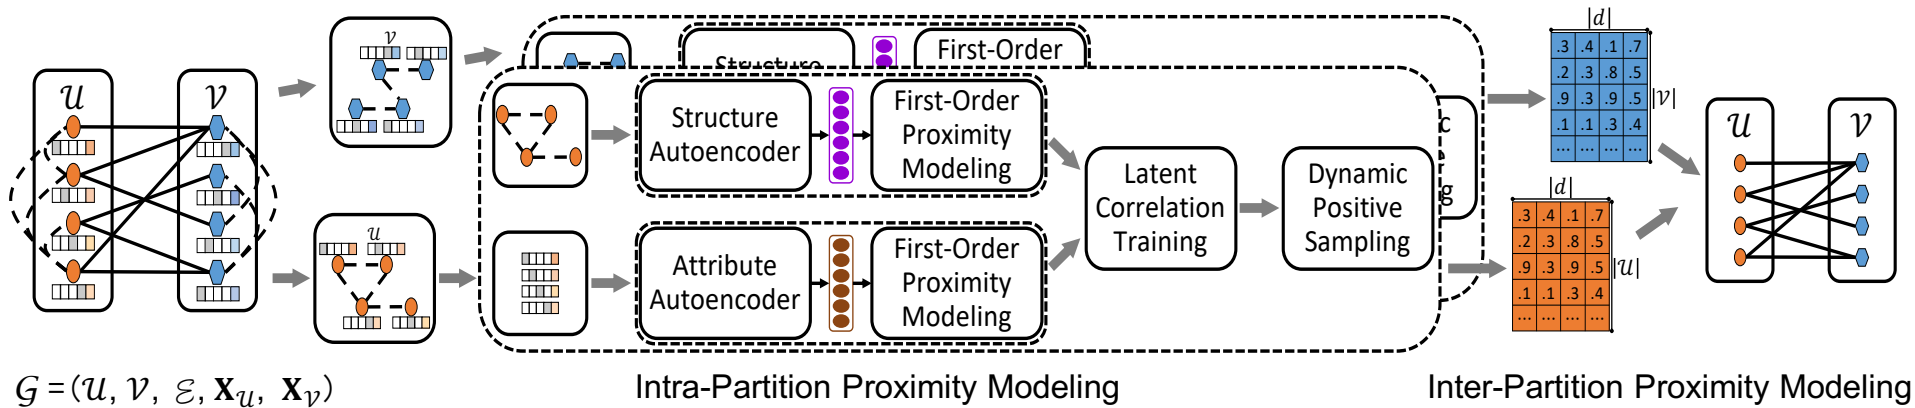 𝒰
𝒱
𝒱
𝒰
Structure
First-Order
Structure
Autoencoder
First-Order
Proximity
Modeling
Attribute
Autoencoder
First-Order
Proximity
Modeling
Latent
Correlation
Training
Dynamic
Positive
Sampling
c
g
|d|
.3 .4 .1 .7
.2 .3 .8 .5
.9 .3 .9 .5
.1 .1 .3 .4
... ... ... ...
|𝒱|
|d|
.3 .4 .1 .7
.2 .3 .8 .5
.9 .3 .9 .5
.1 .1 .3 .4
... ... ... ...
|𝒰|
𝒰
𝒱
𝒢 = (𝒰, 𝒱, ℰ, 𝐗𝒰, 𝐗𝒱)
Intra-Partition Proximity Modeling
Inter-Partition Proximity Modeling